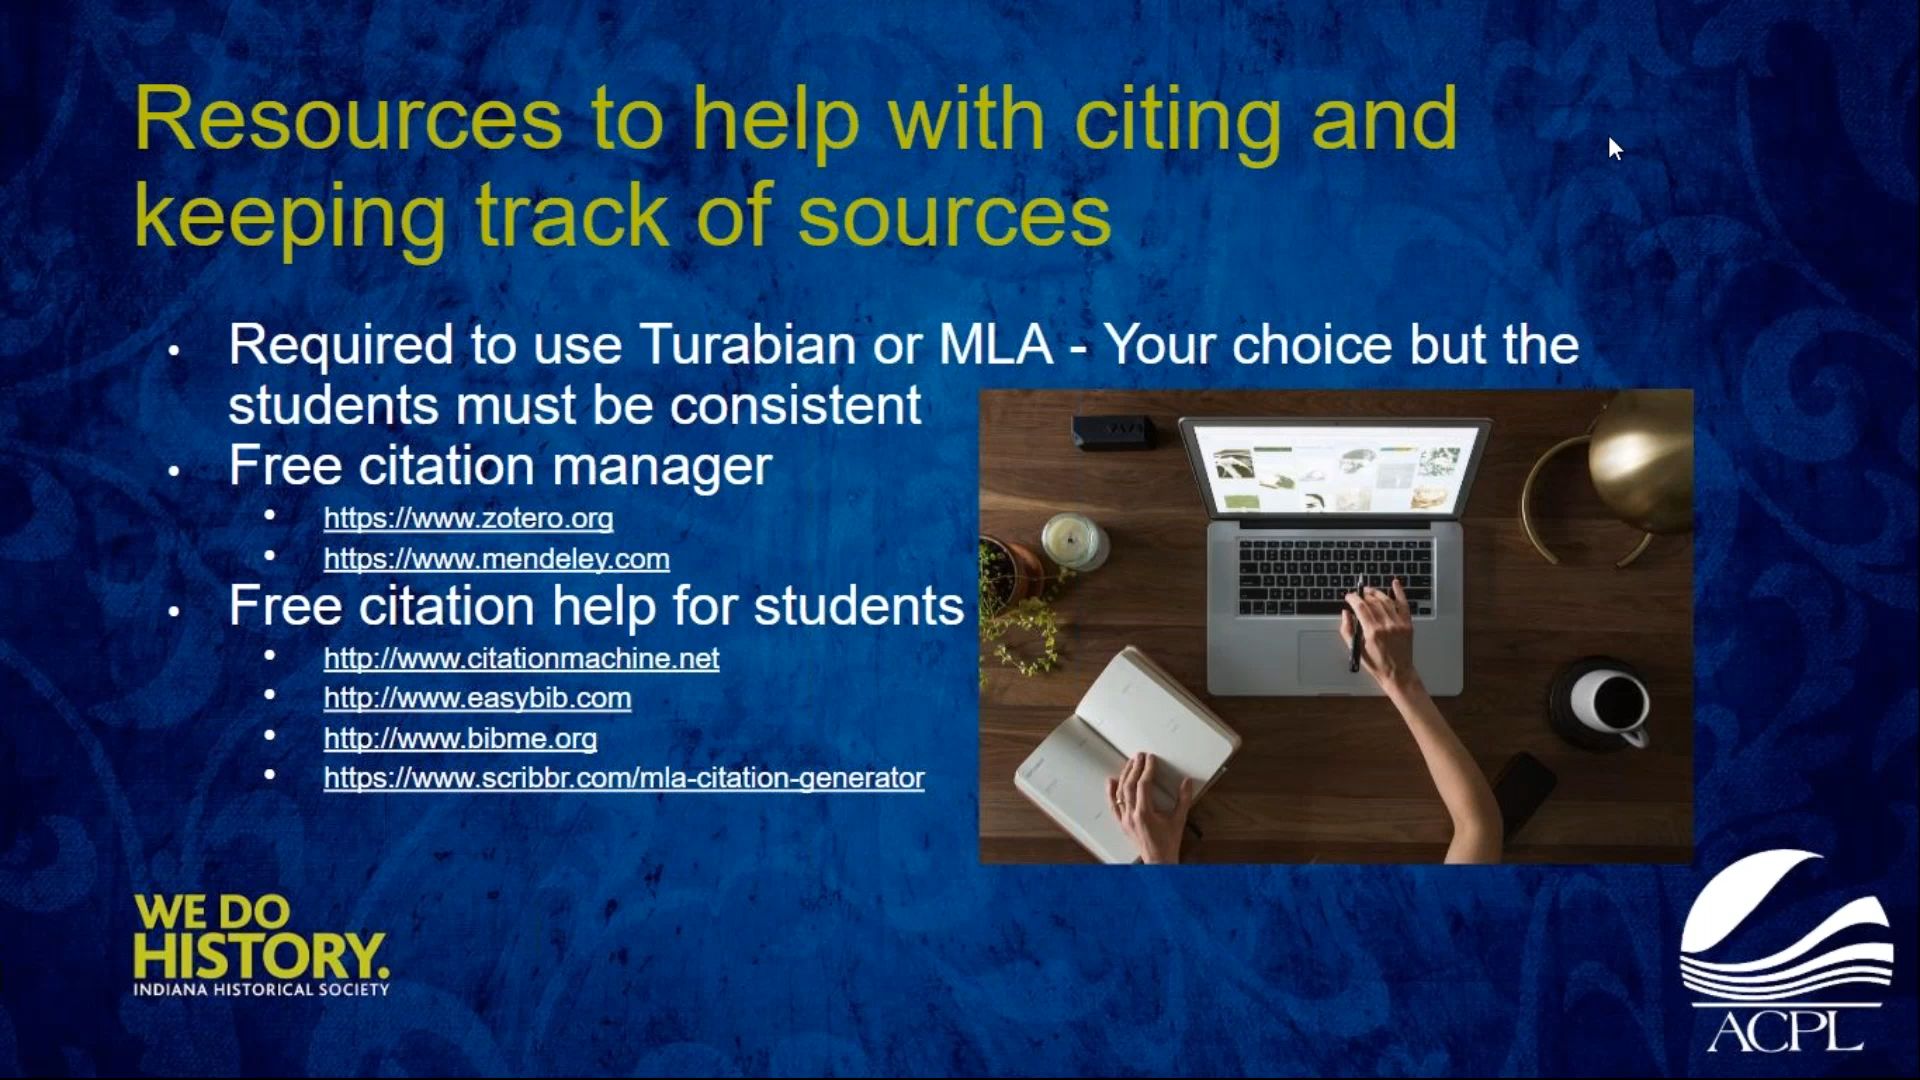 Resources to help with citing and
keeping track of sources
• Required to use Turabian or MLA - Your choice but the
students must be consistent
• Free citation manager
• https://www.zotero.org
• https://www.mendeley.com
• Free citation help for students
• http://www.citationmachine.net
• http://www.easybib.com
• http://www.bibme.org
• https://www.scribbr.com/mla-citation-generator
WE DO
HISTORY.
INDIANA HISTORICAL SOCIETY
ACPL